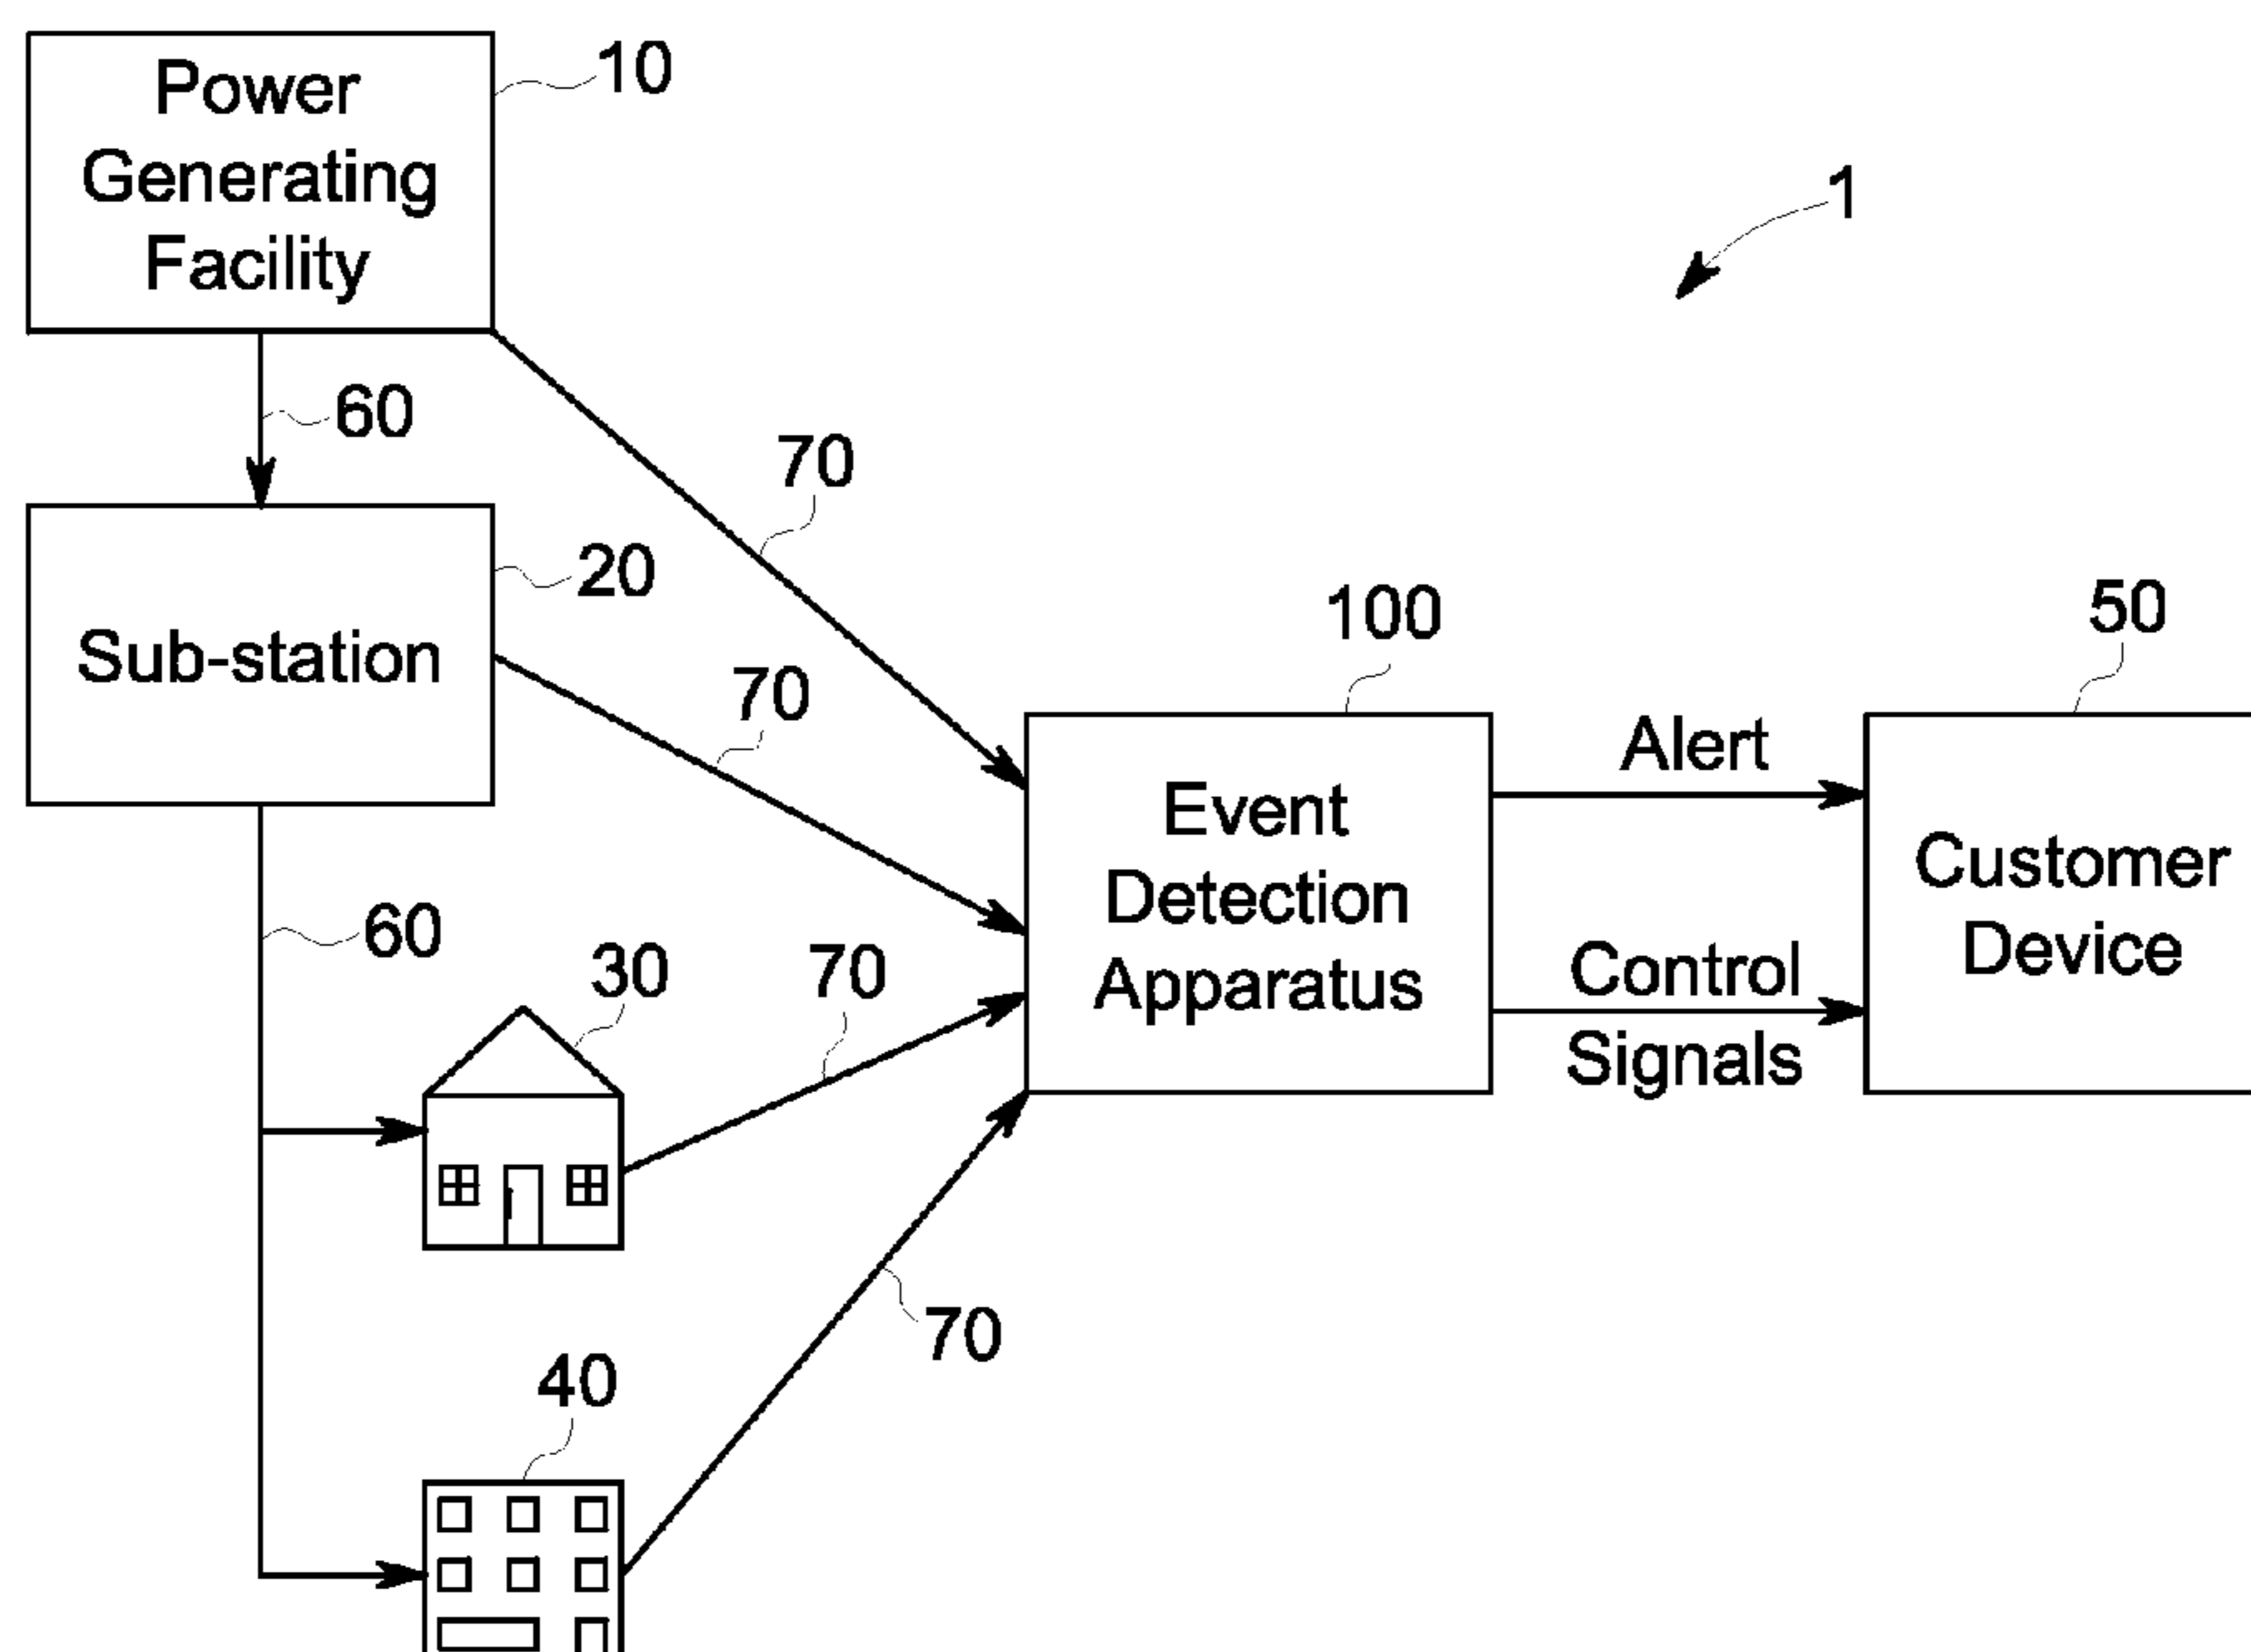 Power
Generating
Facility
10
1
60
70
Sub-station
20
70
100
50
Event
Detection
Apparatus
Alert
Control
Signals
Customer
Device
60
30
70
70
40